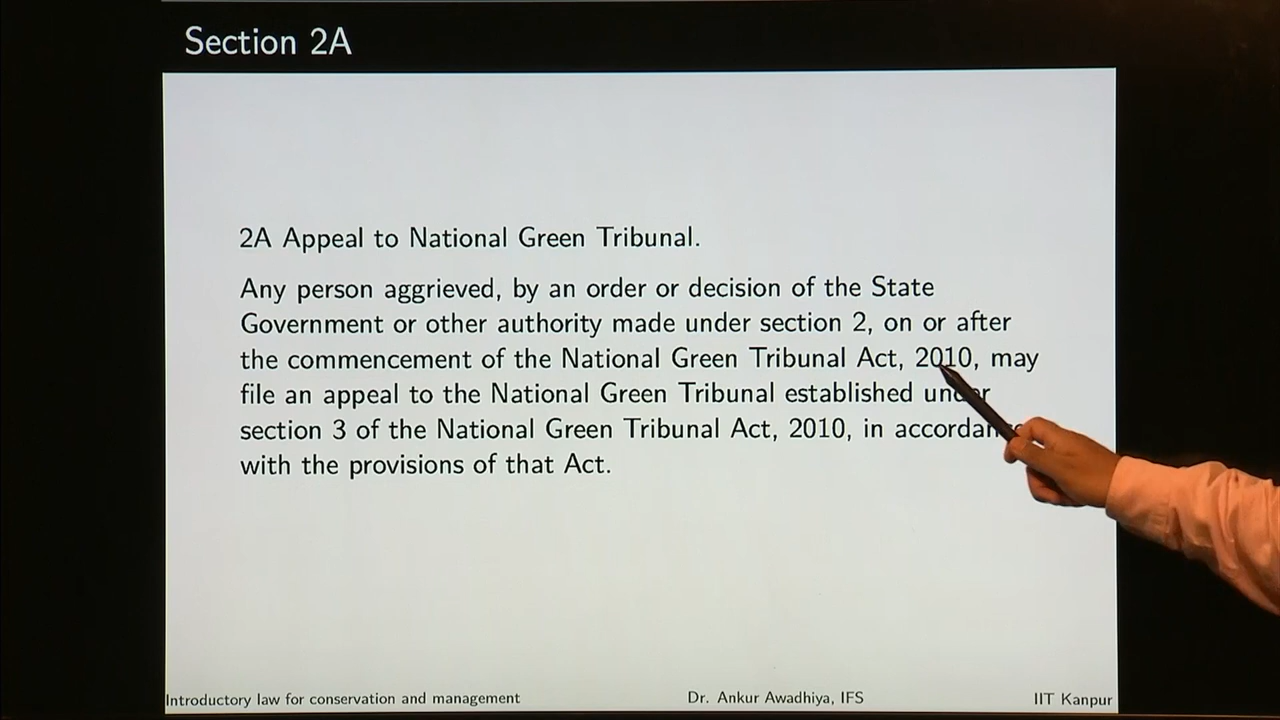 Section 2A
2A Appeal to National Green Tribunal.
Any person aggrieved, by an order or decision of the State
Government or other authority made under section 2, on or after
the commencement of the National Green Tribunal Act, 2010, may
file an appeal to the National Green Tribunal established under
section 3 of the National Green Tribunal Act, 2010, in accordance
with the provisions of that Act.
Introductory law for conservation and management
Dr. Ankur Awadhiya, IFS
IIT Kanpur